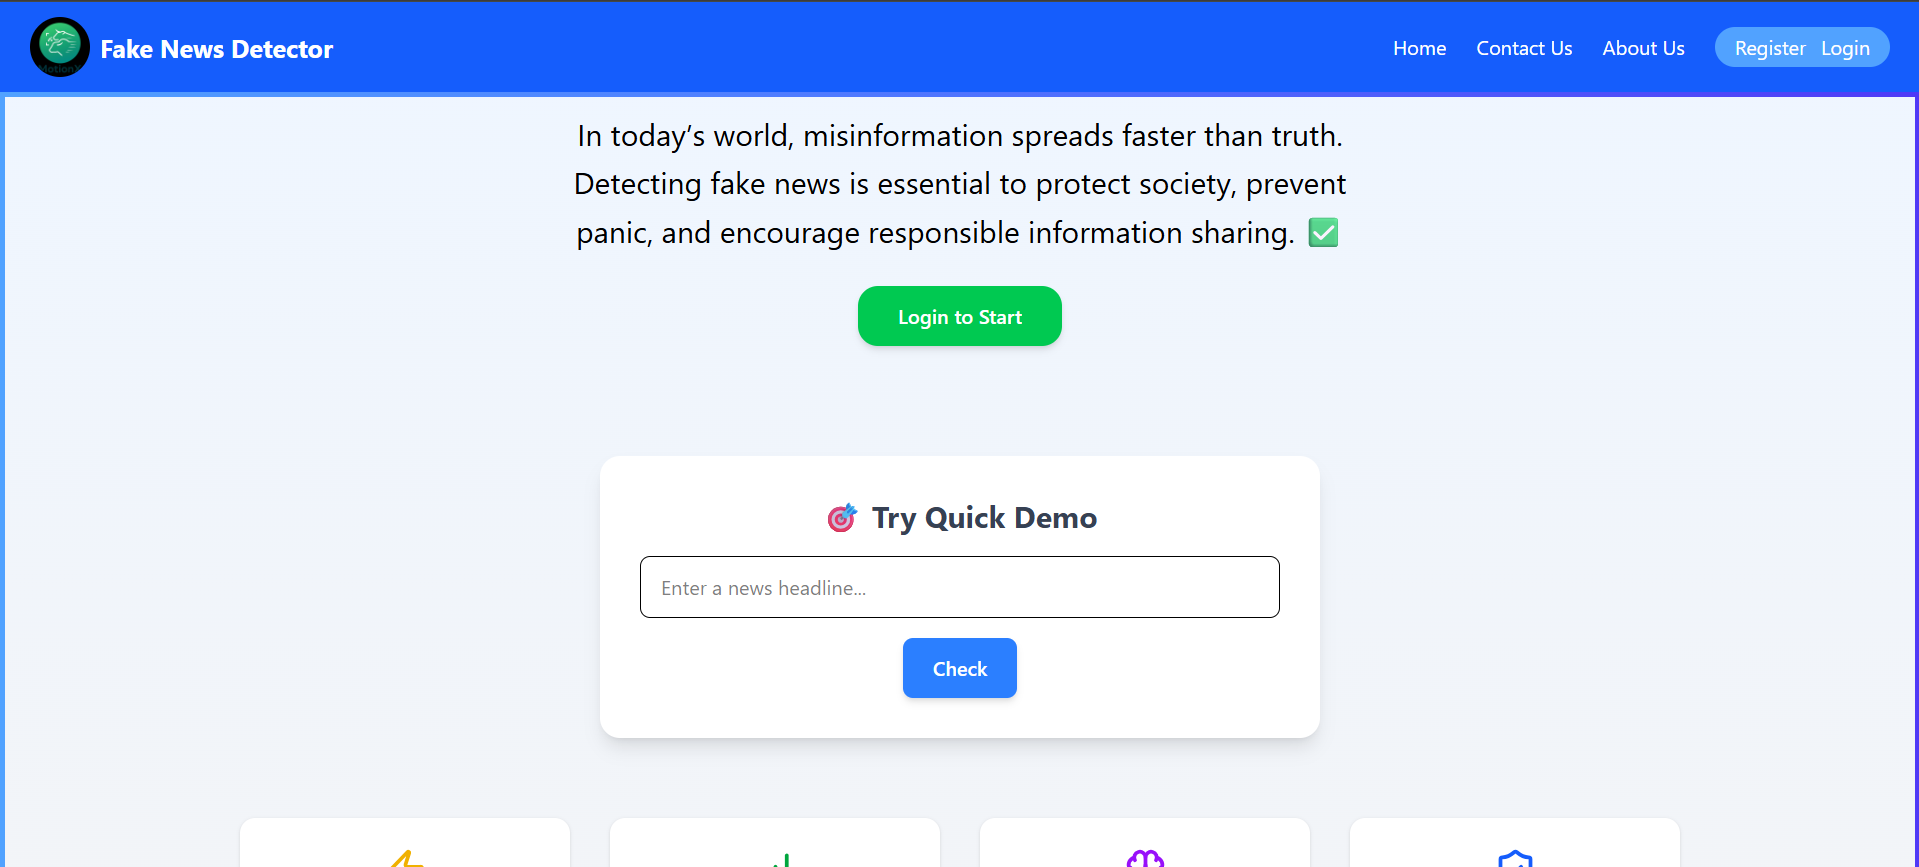 MotionX
Fake News Detector
Home
Contact Us
About Us
Register
Login
In today’s world, misinformation spreads faster than truth.
Detecting fake news is essential to protect society, prevent
panic, and encourage responsible information sharing. ✅
Login to Start
🎯 Try Quick Demo
Enter a news headline...
Check